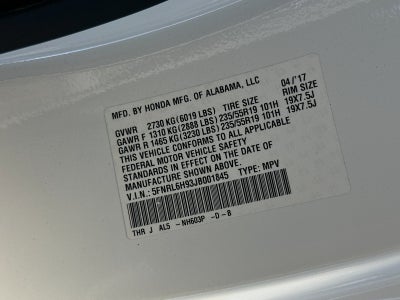 MFD. BY HONDA MFG. OF ALABAMA, LLC 04/'17
GVWR 2730 KG(6019 LBS) TIRE SIZE RIM SIZE
GAWR F 1310 KG(2888 LBS) 235/55R19 101H 19X7.5J
GAWR R 1465 KG(3230 LBS) 235/55R19 101H 19X7.5J
THIS VEHICLE CONFORMS TO ALL APPLICABLE
FEDERAL MOTOR VEHICLE SAFETY
STANDARDS IN EFFECT ON THE DATE OF
MANUFACTURE SHOWN ABOVE.
V.I.N.: 5FNRL6H93JB001845 TYPE: MPV
THR J AL5 -NH603P -D-8